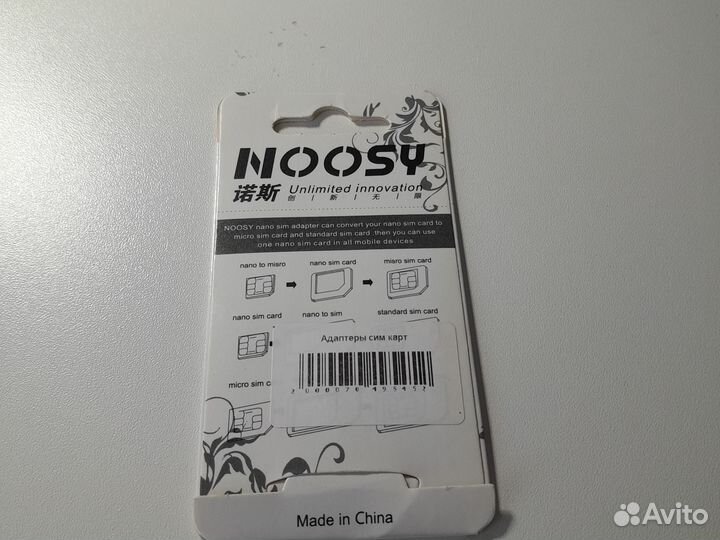 NOOSY
诺斯 Unlimited innovation
创 | 新 | 无 | 限
NOOSY nano sim adapter can convert your nano sim card to
micro sim card and standard sim card .then you can use
one nano sim card in all mobile devices
nano to misro nano sim card misro sim card
nano sim card nano to sim standard sim card
Адаптеры сим карт
2 000070 495452
micro sim c
Made in China
Avito